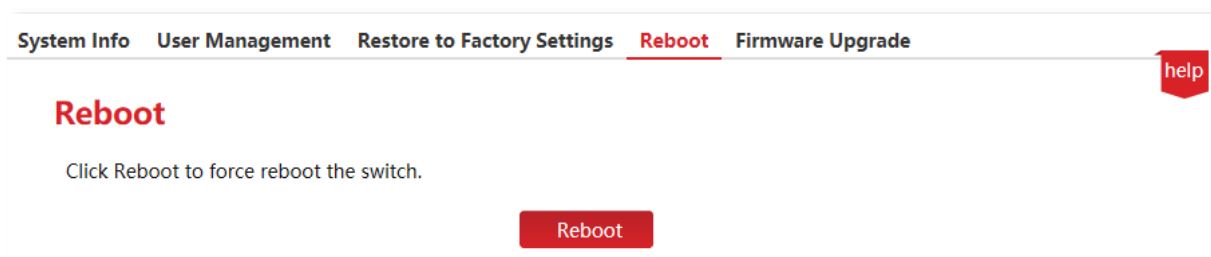 System Info User Management Restore to Factory Settings Reboot Firmware Upgrade
help
Reboot
Click Reboot to force reboot the switch.
Reboot